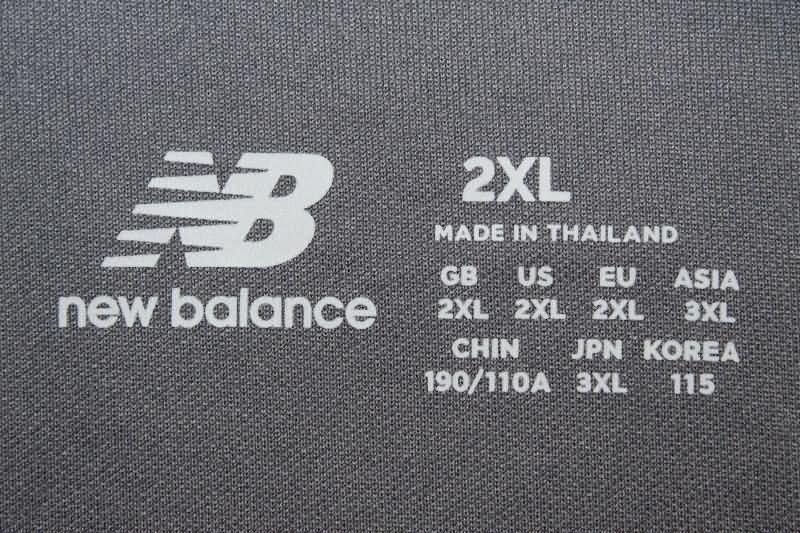 NB
new balance
2XL
MADE IN THAILAND
GB US EU ASIA
2XL 2XL 2XL 3XL
CHIN JPN KOREA
190/110A 3XL 115